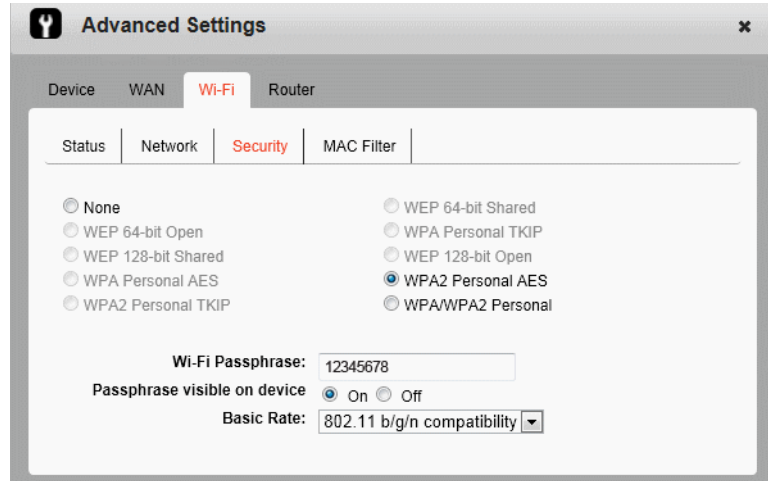 Advanced Settings
Device WAN Wi-Fi Router
Status Network Security MAC Filter
None WEP 64-bit Shared
WEP 64-bit Open WPA Personal TKIP
WEP 128-bit Shared WEP 128-bit Open
WPA Personal AES WPA2 Personal AES
WPA2 Personal TKIP WPA/WPA2 Personal
Wi-Fi Passphrase: 12345678
Passphrase visible on device On Off
Basic Rate: 802.11 b/g/n compatibility